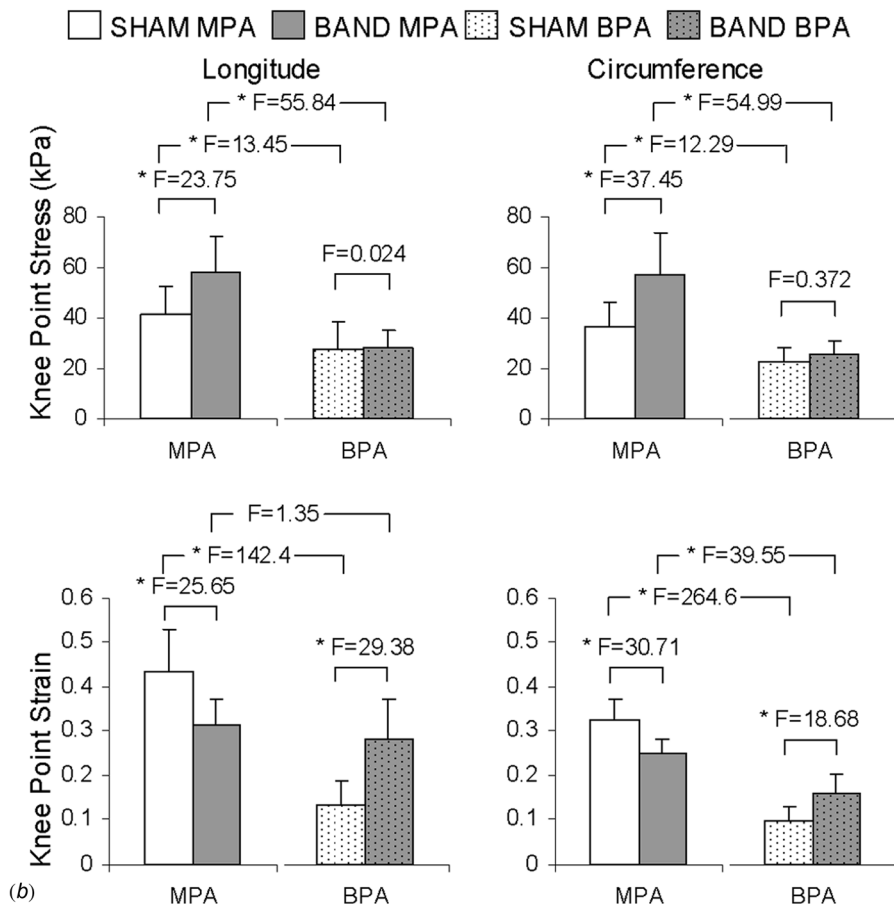 SHAM MPA BAND MPA SHAM BPA BAND BPA
Longitude
Circumference
* F=55.84
* F=13.45
* F=23.75
F=0.024
Knee Point Stress (kPa)
80
60
40
20
0
MPA BPA
* F=54.99
* F=12.29
* F=37.45
F=0.372
80
60
40
20
0
MPA BPA
F=1.35
* F=142.4
* F=25.65
* F=29.38
Knee Point Strain
0.6
0.5
0.4
0.3
0.2
0.1
0
MPA BPA
* F=39.55
* F=264.6
* F=30.71
* F=18.68
0.6
0.5
0.4
0.3
0.2
0.1
0
MPA BPA
(b)